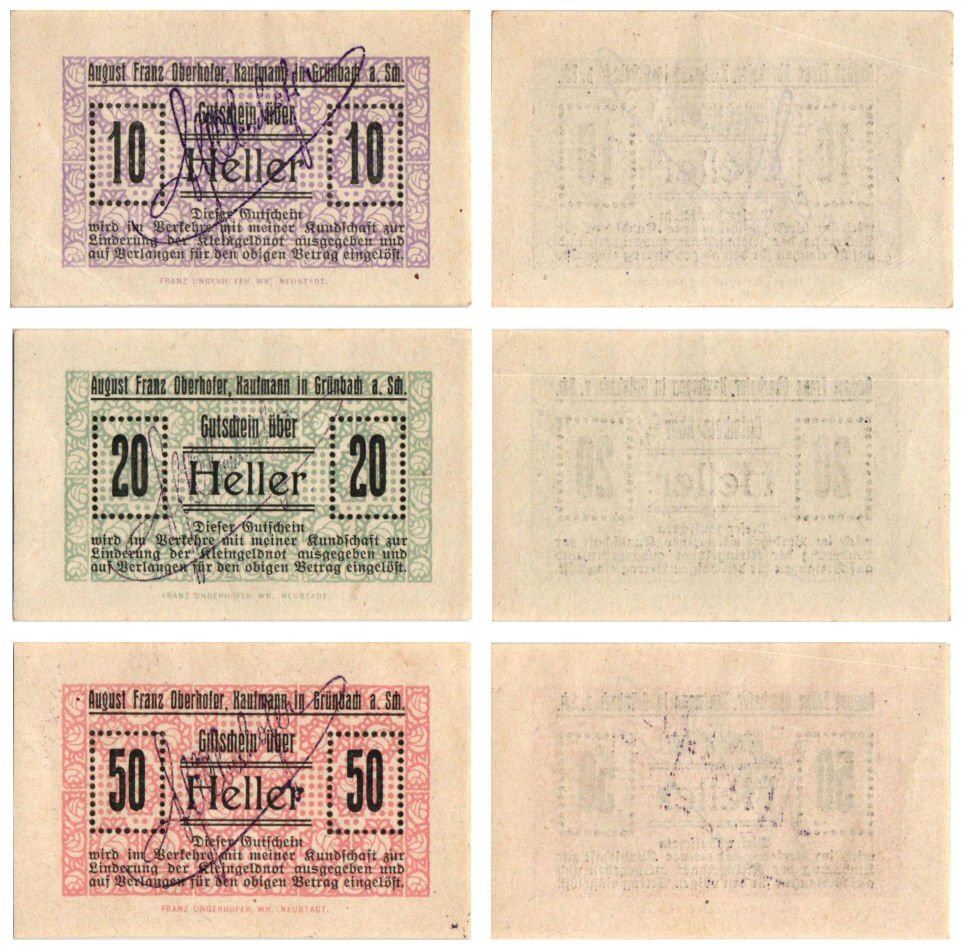 August Franz Oberhofer, Kaufmann in Grünbach a. Sch.
Gutschein über
10 Heller 10
Dieser Gutschein
wird im Verkehre mit meiner Kundschaft zur
Linderung der Kleingeldnot ausgegeben und
auf Verlangen für den obigen Betrag eingelöst.
FRANZ UNGERHOFER, WR. NEUSTADT.
August Franz Oberhofer, Kaufmann in Grünbach a. Sch.
Gutschein über
20 Heller 20
Dieser Gutschein
wird im Verkehre mit meiner Kundschaft zur
Linderung der Kleingeldnot ausgegeben und
auf Verlangen für den obigen Betrag eingelöst.
FRANZ UNGERHOFER, WR. NEUSTADT
August Franz Oberhofer, Kaufmann in Grünbach a. Sch.
Gutschein über
50 Heller 50
Dieser Gutschein
wird im Verkehre mit meiner Kundschaft zur
Linderung der Kleingeldnot ausgegeben und
auf Verlangen für den obigen Betrag eingelöst.
FRANZ UNGERHOFER, WR. NEUSTADT.